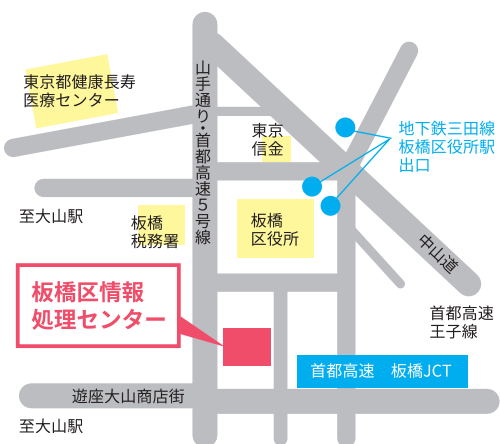 山手通り・首都高速5号線
東京都健康長寿
医療センター
東京
信金
地下鉄三田線
板橋区役所駅
出口
至大山駅
板橋
税務署
板橋
区役所
中山道
板橋区情報
処理センター
首都高速
王子線
首都高速 板橋JCT
遊座大山商店街
至大山駅